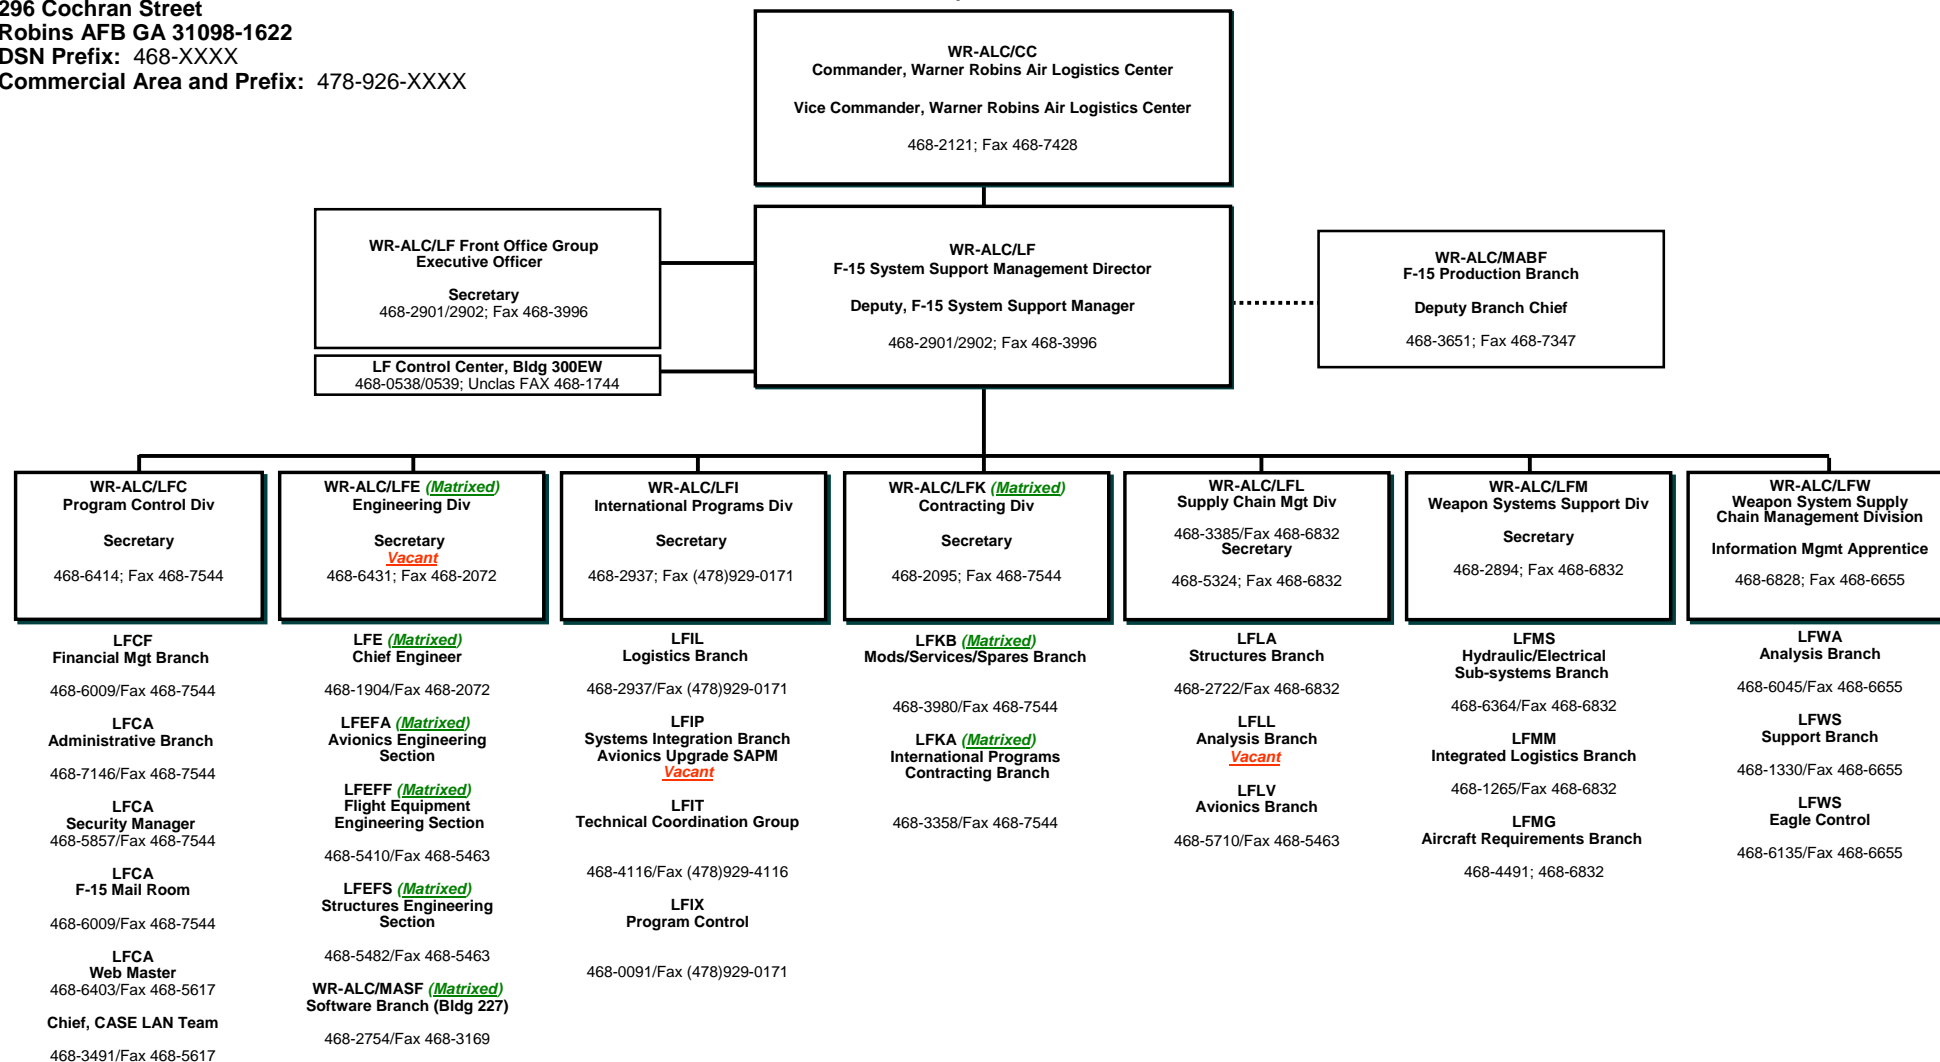 296 Cochran Street
Robins AFB GA 31098-1622
DSN Prefix: 468-XXXX
Commercial Area and Prefix: 478-926-XXXX
WR-ALC/CC
Commander, Warner Robins Air Logistics Center
Vice Commander, Warner Robins Air Logistics Center
468-2121; Fax 468-7428
WR-ALC/LF Front Office Group
Executive Officer
Secretary
468-2901/2902; Fax 468-3996
LF Control Center, Bldg 300EW
468-0538/0539; Unclas FAX 468-1744
WR-ALC/LF
F-15 System Support Management Director
Deputy, F-15 System Support Manager
468-2901/2902; Fax 468-3996
WR-ALC/MABF
F-15 Production Branch
Deputy Branch Chief
468-3651; Fax 468-7347
WR-ALC/LFC
Program Control Div
Secretary
468-6414; Fax 468-7544
LFCF
Financial Mgt Branch
468-6009/Fax 468-7544
LFCA
Administrative Branch
468-7146/Fax 468-7544
LFCA
Security Manager
468-5857/Fax 468-7544
LFCA
F-15 Mail Room
468-6009/Fax 468-7544
LFCA
Web Master
468-6403/Fax 468-5617
Chief, CASE LAN Team
468-3491/Fax 468-5617
WR-ALC/LFE (Matrixed)
Engineering Div
Secretary
Vacant
468-6431; Fax 468-2072
LFE (Matrixed)
Chief Engineer
468-1904/Fax 468-2072
LFEFA (Matrixed)
Avionics Engineering
Section
LFEFF (Matrixed)
Flight Equipment
Engineering Section
468-5410/Fax 468-5463
LFEFS (Matrixed)
Structures Engineering
Section
468-5482/Fax 468-5463
WR-ALC/MASF (Matrixed)
Software Branch (Bldg 227)
468-2754/Fax 468-3169
WR-ALC/LFI
International Programs Div
Secretary
468-2937; Fax (478)929-0171
LFIL
Logistics Branch
468-2937/Fax (478)929-0171
LFIP
Systems Integration Branch
Avionics Upgrade SAPM
Vacant
LFIT
Technical Coordination Group
468-4116/Fax (478)929-4116
LFIX
Program Control
468-0091/Fax (478)929-0171
WR-ALC/LFK (Matrixed)
Contracting Div
Secretary
468-2095; Fax 468-7544
LFKB (Matrixed)
Mods/Services/Spares Branch
468-3980/Fax 468-7544
LFKA (Matrixed)
International Programs
Contracting Branch
468-3358/Fax 468-7544
WR-ALC/LFL
Supply Chain Mgt Div
468-3385/Fax 468-6832
Secretary
468-5324; Fax 468-6832
LFLA
Structures Branch
468-2722/Fax 468-6832
LFLL
Analysis Branch
Vacant
LFLV
Avionics Branch
468-5710/Fax 468-5463
WR-ALC/LFM
Weapon Systems Support Div
Secretary
468-2894; Fax 468-6832
LFMS
Hydraulic/Electrical
Sub-systems Branch
468-6364/Fax 468-6832
LFMM
Integrated Logistics Branch
468-1265/Fax 468-6832
LFMG
Aircraft Requirements Branch
468-4491; 468-6832
WR-ALC/LFW
Weapon System Supply
Chain Management Division
Information Mgmt Apprentice
468-6828; Fax 468-6655
LFWA
Analysis Branch
468-6045/Fax 468-6655
LFWS
Support Branch
468-1330/Fax 468-6655
LFWS
Eagle Control
468-6135/Fax 468-6655